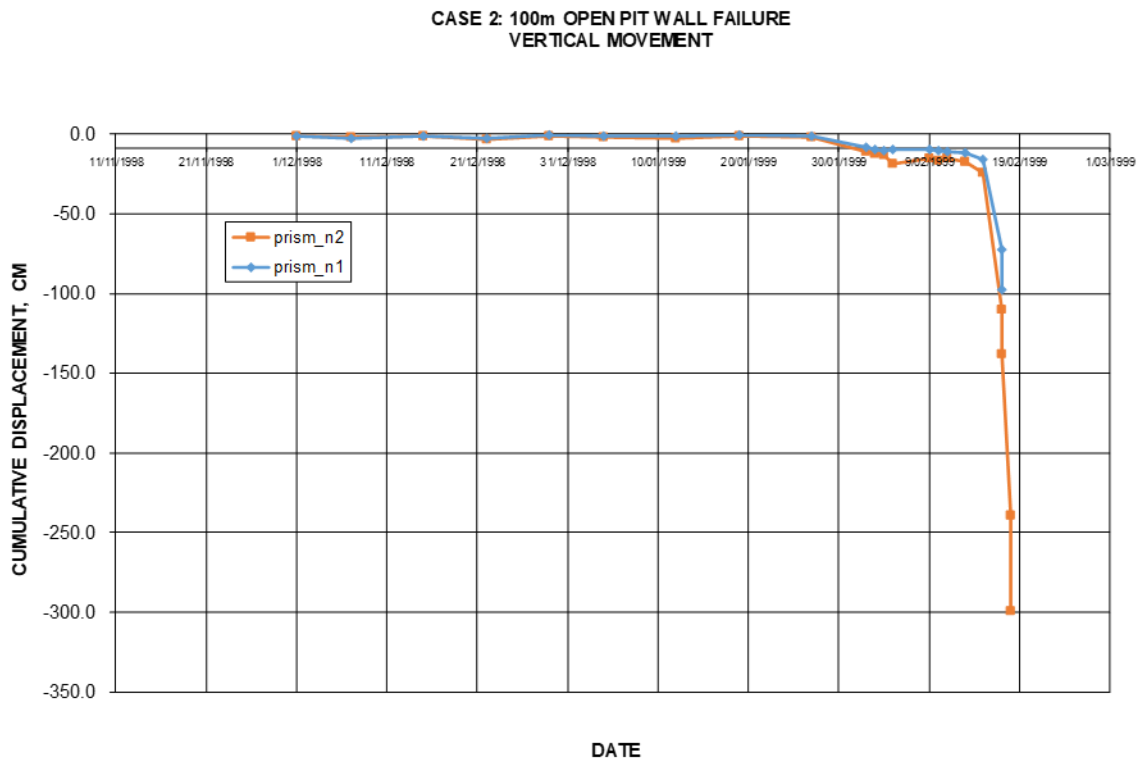 CASE 2: 100m OPEN PIT WALL FAILURE
VERTICAL MOVEMENT
0.0
11/11/1998 21/11/1998 1/12/1998 11/12/1998 21/12/1998 31/12/1998 10/01/1999 20/01/1999 30/01/1999 9/02/1999 19/02/1999 1/03/1999
-50.0
prism_n2
prism_n1
-100.0
-150.0
-200.0
-250.0
-300.0
-350.0
CUMULATIVE DISPLACEMENT, CM
DATE